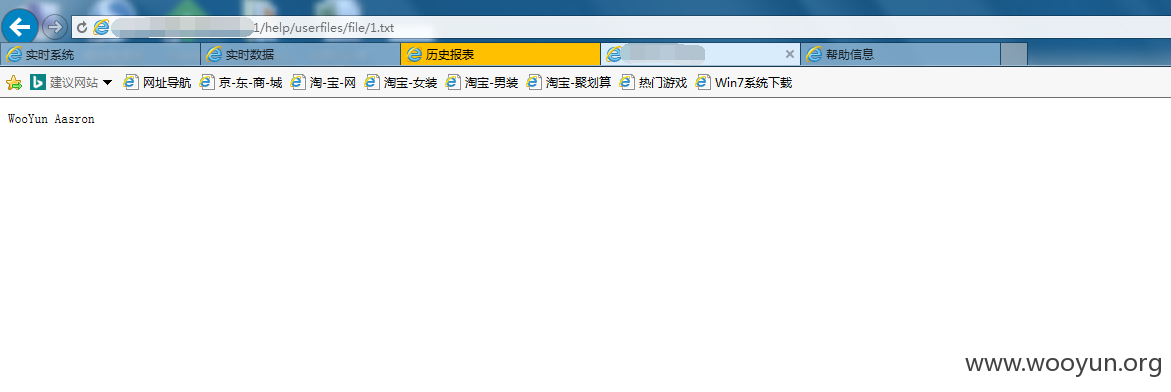 1/help/userfiles/file/1.txt
实时系统 实时数据 历史报表 帮助信息
建议网站 网址导航 京-东-商-城 淘-宝-网 淘宝-女装 淘宝-男装 淘宝-聚划算 热门游戏 Win7系统下载
WooYun Aasron
www.wooyun.org